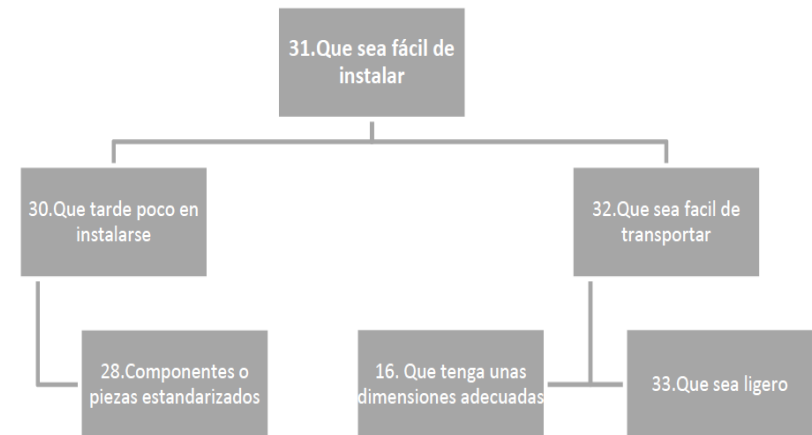 31.Que sea fácil de
instalar
30.Que tarde poco en
instalarse
32.Que sea facil de
transportar
28.Componentes o
piezas estandarizados
16. Que tenga unas
dimensiones adecuadas
33.Que sea ligero